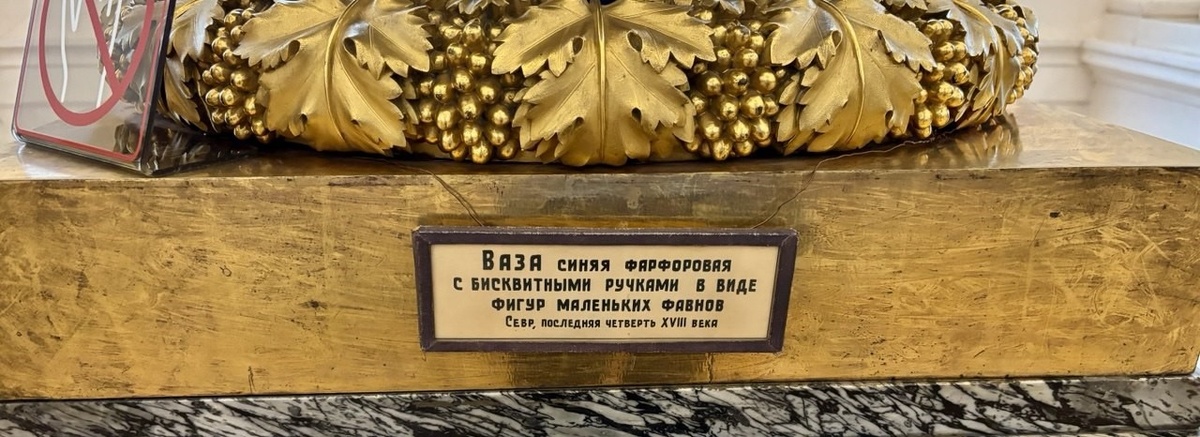 Ваза синяя фарфоровая
с бисквитными ручками в виде
фигур маленьких фавнов
Севр, последняя четверть XVIII века